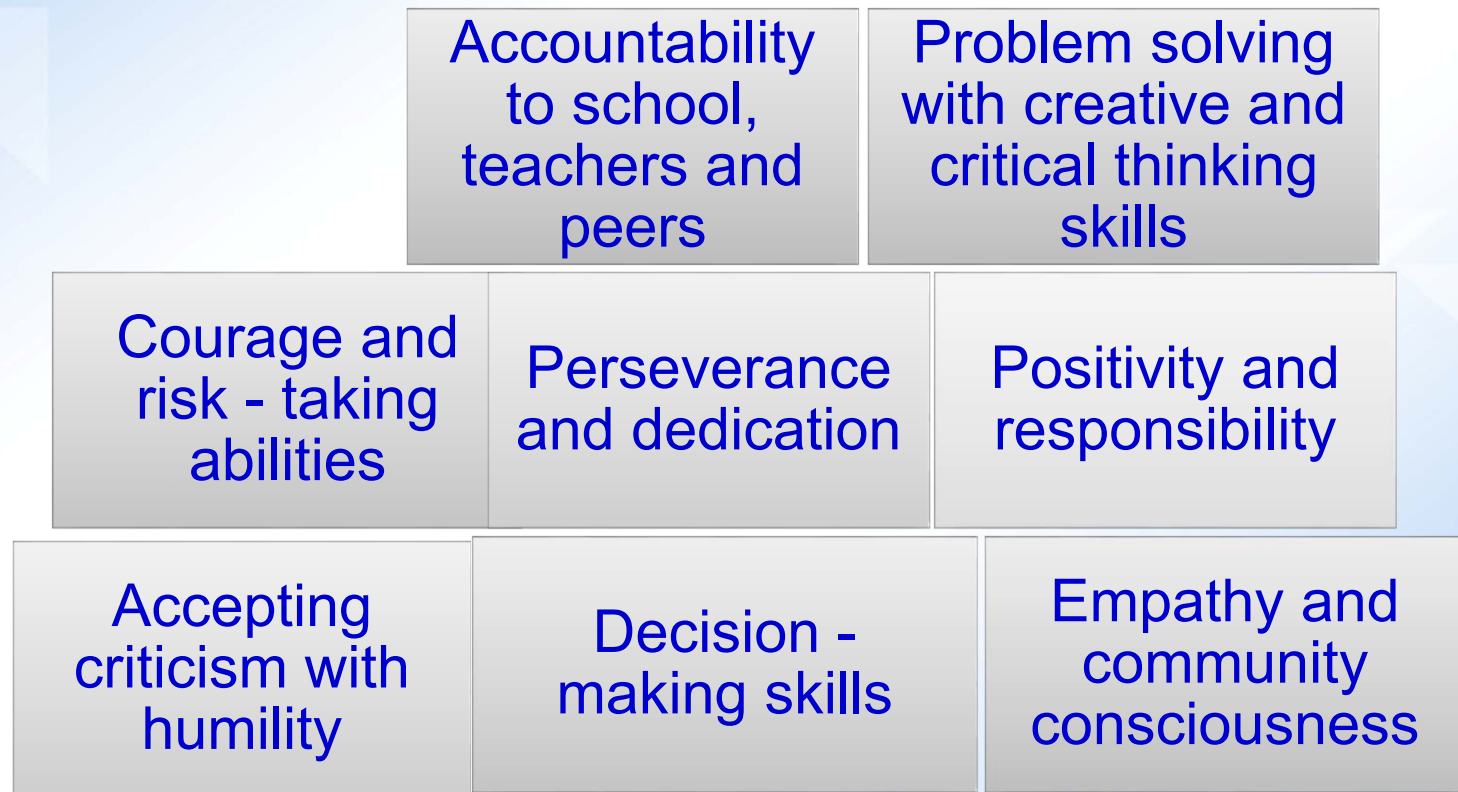 Accountability
to school,
teachers and
peers
Problem solving
with creative and
critical thinking
skills
Courage and
risk - taking
abilities
Perseverance
and dedication
Positivity and
responsibility
Accepting
criticism with
humility
Decision -
making skills
Empathy and
community
consciousness